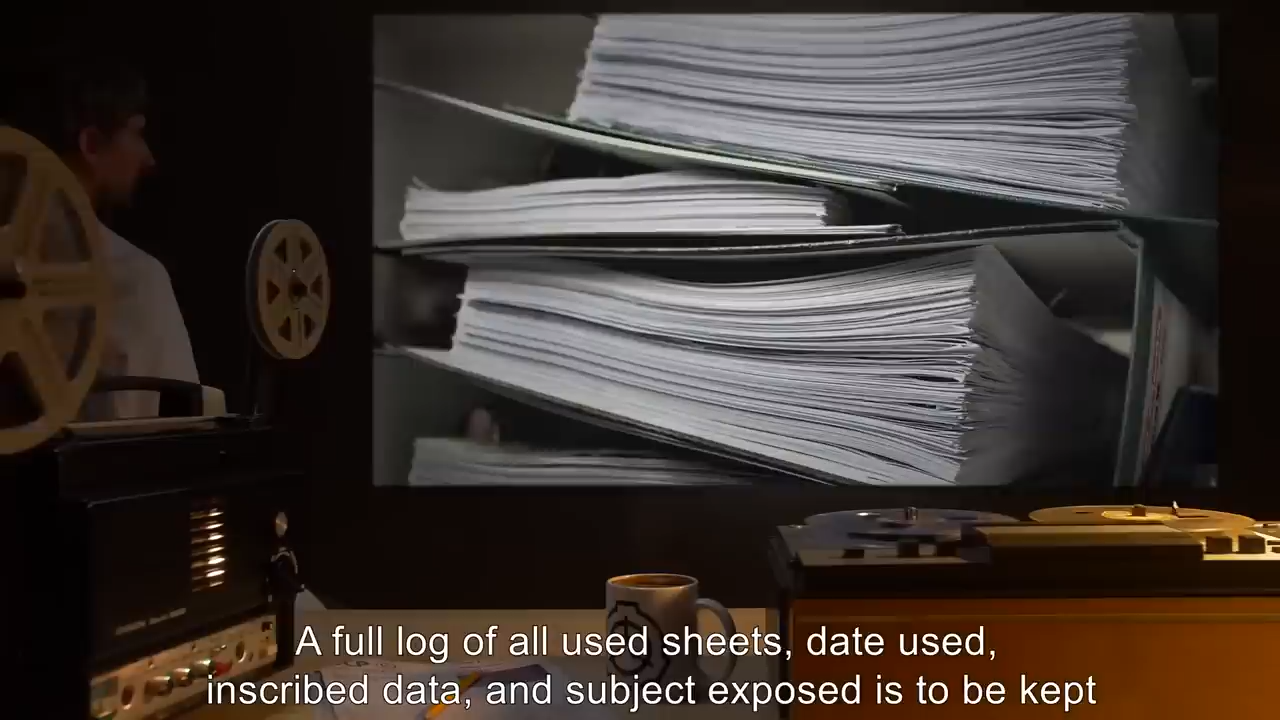 A full log of all used sheets, date used,
inscribed data, and subject exposed is to be kept